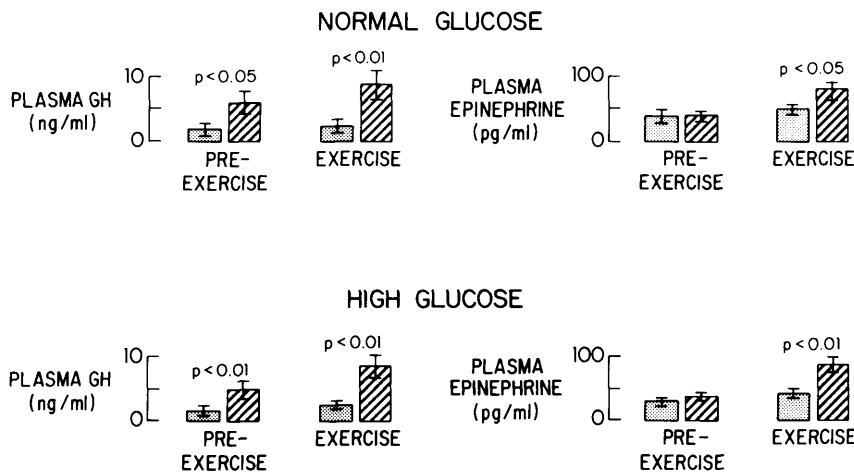 NORMAL GLUCOSE
PLASMA GH
(ng/ml)
10
0
p<0.05
p<0.01
PRE-
EXERCISE
EXERCISE
PLASMA
EPINEPHRINE
(pg/ml)
100
0
p<0.05
PRE-
EXERCISE
EXERCISE
HIGH GLUCOSE
PLASMA GH
(ng/ml)
10
0
p<0.01
p<0.01
PRE-
EXERCISE
EXERCISE
PLASMA
EPINEPHRINE
(pg/ml)
100
0
p<0.01
PRE-
EXERCISE
EXERCISE